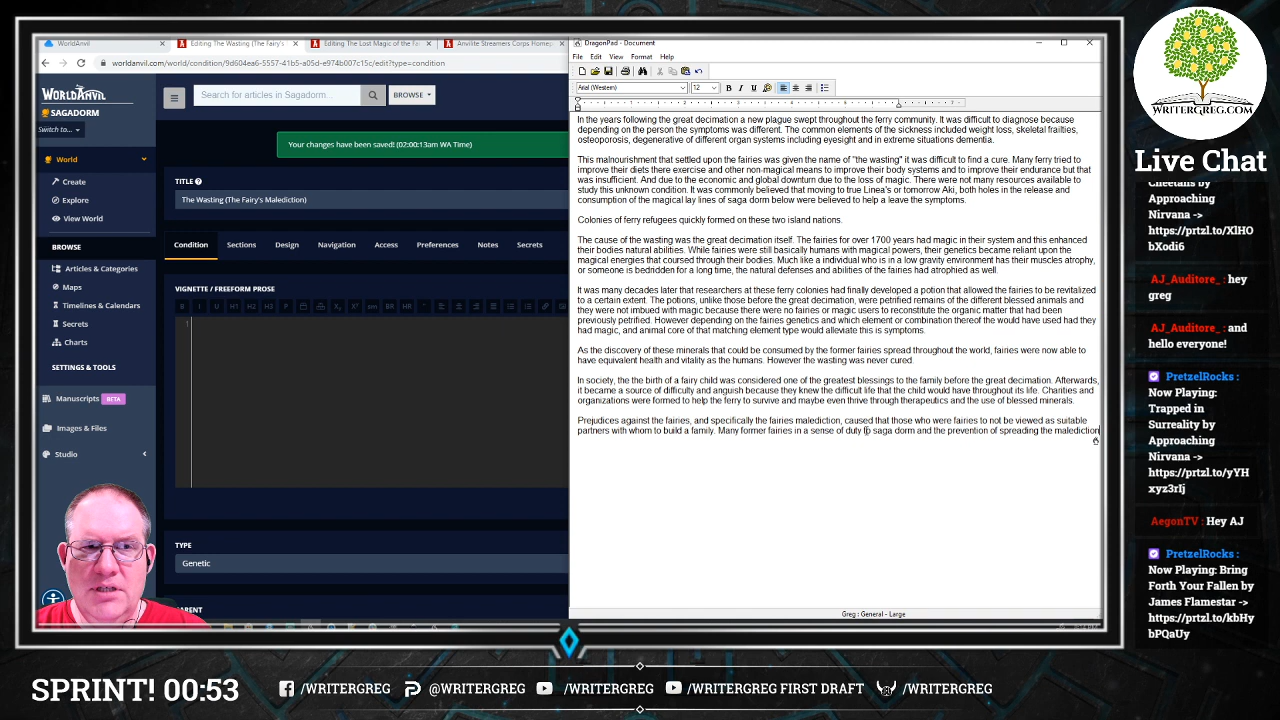 WorldAnvil
Editing The Wasting (The Fairy's
Editing The Lost Magic of the Fa
Anvilite Streamers Corps Home
worldanvil.com/world/condition/9d604ea6-5557-41b5-a05d-e974b007c15c/edit?type=condition
WORLDANVIL
SAGADORM
Switch to...
Search for articles in Sagadorm...
BROWSE
World
Create
Explore
View World
BROWSE
Articles & Categories
Maps
Timelines & Calendars
Secrets
Charts
SETTINGS & TOOLS
Manuscripts BETA
Images & Files
Studio
Your changes have been saved! (02:00:13am WA Time)
TITLE
The Wasting (The Fairy's Malediction)
Condition Sections Design Navigation Access Preferences Notes Secrets
VIGNETTE / FREEFORM PROSE
1
TYPE
Genetic
DragonPad - Document
File Edit View Format Help
Arial (Western) 12
In the years following the great decimation a new plague swept throughout the ferry community. It was difficult to diagnose because
depending on the person the symptoms was different. The common elements of the sickness included weight loss, skeletal frailties,
osteoporosis, degenerative of different organ systems including eyesight and in extreme situations dementia.
This malnourishment that settled upon the fairies was given the name of "the wasting" it was difficult to find a cure. Many ferry tried to
improve their diets there exercise and other non-magical means to improve their body systems and to improve their endurance but that
was insufficient. And due to the economic and global downturn due to the loss of magic. There were not many resources available to
study this unknown condition. It was commonly believed that moving to true Linea's or tomorrow Aki, both holes in the release and
consumption of the magical lay lines of saga dorm below were believed to help a leave the symptoms.
Colonies of ferry refugees quickly formed on these two island nations.
The cause of the wasting was the great decimation itself. The fairies for over 1700 years had magic in their system and this enhanced
their bodies natural abilities. While fairies were still basically humans with magical powers, their genetics became reliant upon the
magical energies that coursed through their bodies. Much like a individual who is in a low gravity environment has their muscles atrophy,
or someone is bedridden for a long time, the natural defenses and abilities of the fairies had atrophied as well.
It was many decades later that researchers at these ferry colonies had finally developed a potion that allowed the fairies to be revitalized
to a certain extent. The potions, unlike those before the great decimation, were petrified remains of the different blessed animals and
they were not imbued with magic because there were no fairies or magic users to reconstitute the organic matter that had been
previously petrified. However depending on the fairies genetics and which element or combination thereof the would have used had they
had magic, and animal core of that matching element type would alleviate this is symptoms.
As the discovery of these minerals that could be consumed by the former fairies spread throughout the world, fairies were now able to
have equivalent health and vitality as the humans. However the wasting was never cured.
In society, the the birth of a fairy child was considered one of the greatest blessings to the family before the great decimation. Afterwards,
it became a source of difficulty and anguish because they knew the difficult life that the child would have throughout its life. Charities and
organizations were formed to help the ferry to survive and maybe even thrive through therapeutics and the use of blessed minerals.
Prejudices against the fairies, and specifically the fairies malediction, caused that those who were fairies to not be viewed as suitable
partners with whom to build a family. Many former fairies in a sense of duty to saga dorm and the prevention of spreading the malediction
Greg : General - Large
WRITERGREG.COM
Live Chat
Cheetahs by
Approaching
Nirvana ->
https://prtzl.to/XlHO
bXodi6
AJ_Auditore_ : hey
greg
AJ_Auditore_ : and
hello everyone!
PretzelRocks :
Now Playing:
Trapped in
Surreality by
Approaching
Nirvana ->
https://prtzl.to/yYH
xyz3rIj
AegonTV : Hey AJ
PretzelRocks :
Now Playing: Bring
Forth Your Fallen by
James Flamestar ->
https://prtzl.to/kbHy
bPQaUy
SPRINT! 00:53
/WRITERGREG
@WRITERGREG
/WRITERGREG
/WRITERGREG FIRST DRAFT
/WRITERGREG